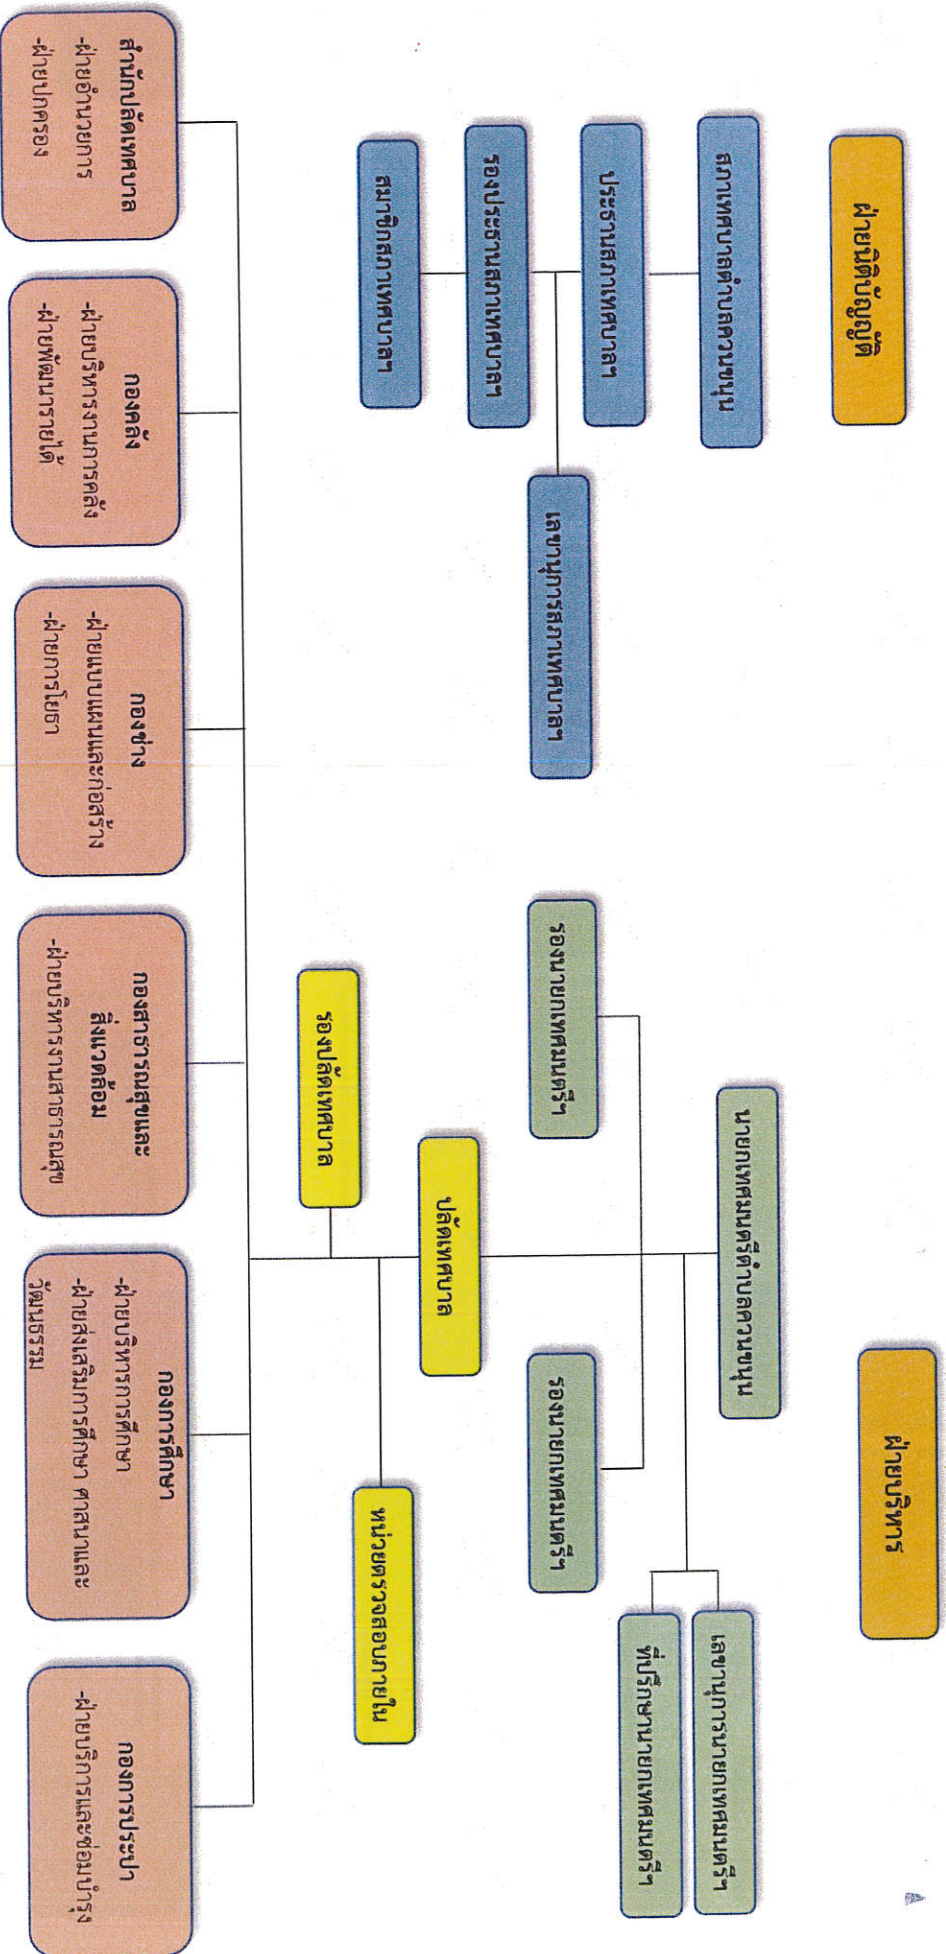 ฝ่ายนิติบัญญัติ
สภาเทศบาลตำบลควนขนุน
ประธานสภาเทศบาลฯ
เลขานุการสภาเทศบาลฯ
รองประธานสภาเทศบาลฯ
สมาชิกสภาเทศบาลฯ
ฝ่ายบริหาร
นายกเทศมนตรีตำบลควนขนุน
เลขานุการนายกเทศมนตรีฯ
ที่ปรึกษานายกเทศมนตรีฯ
รองนายกเทศมนตรีฯ
รองนายกเทศมนตรีฯ
ปลัดเทศบาล
หน่วยตรวจสอบภายใน
รองปลัดเทศบาล
สำนักปลัดเทศบาล
-ฝ่ายอำนวยการ
-ฝ่ายปกครอง
กองคลัง
-ฝ่ายบริหารงานการคลัง
-ฝ่ายพัฒนารายได้
กองช่าง
-ฝ่ายแบบแผนและก่อสร้าง
-ฝ่ายการโยธา
กองสาธารณสุขและ
สิ่งแวดล้อม
-ฝ่ายบริหารงานสาธารณสุข
กองการศึกษา
-ฝ่ายบริหารการศึกษา
-ฝ่ายส่งเสริมการศึกษา ศาสนาและ
วัฒนธรรม
กองการประปา
-ฝ่ายบริการและซ่อมบำรุง